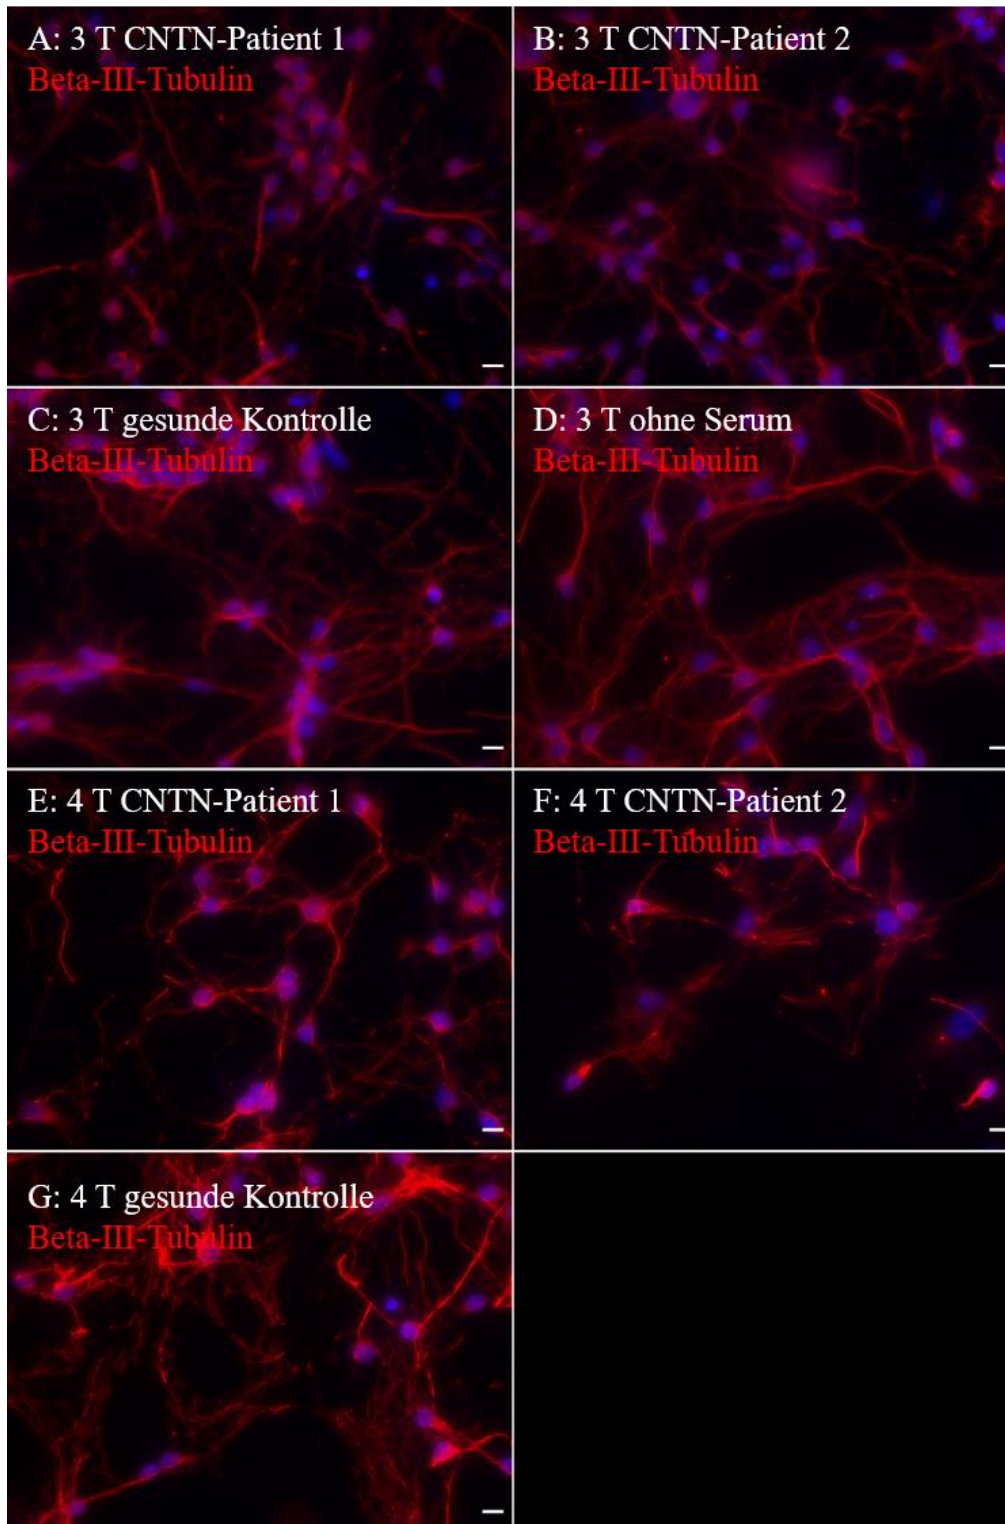 A: 3 T CNTN-Patient 1
Beta-III-Tubulin
B: 3 T CNTN-Patient 2
Beta-III-Tubulin
C: 3 T gesunde Kontrolle
Beta-III-Tubulin
D: 3 T ohne Serum
Beta-III-Tubulin
E: 4 T CNTN-Patient 1
Beta-III-Tubulin
F: 4 T CNTN-Patient 2
Beta-III-Tubulin
G: 4 T gesunde Kontrolle
Beta-III-Tubulin